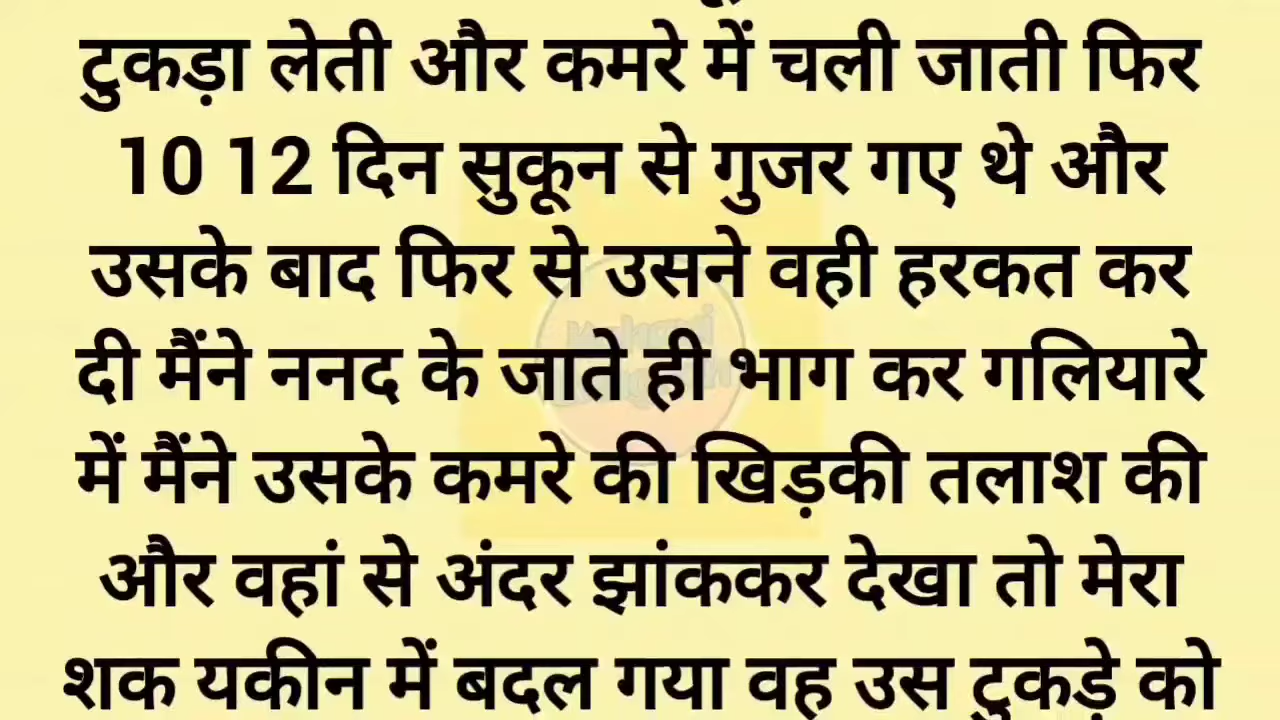 टुकड़ा लेती और कमरे में चली जाती फिर
10 12 दिन सुकून से गुजर गए थे और
उसके बाद फिर से उसने वही हरकत कर
दी मैंने ननद के जाते ही भाग कर गलियारे
में मैंने उसके कमरे की खिड़की तलाश की
और वहां से अंदर झांककर देखा तो मेरा
शक यकीन में बदल गया वह उस टुकड़े को